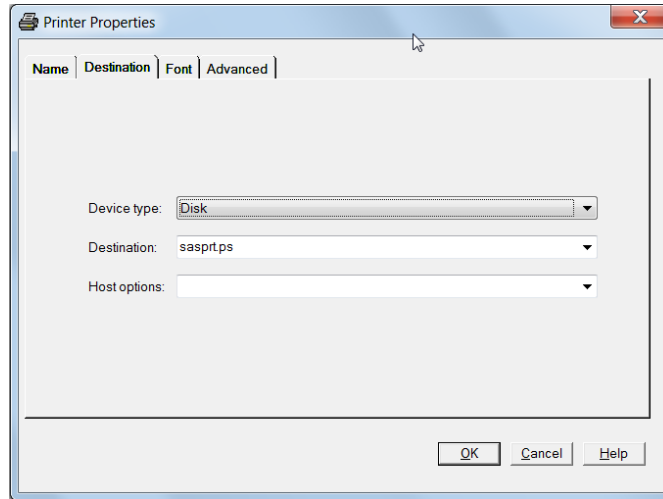 Printer Properties
Name Destination Font Advanced
Device type: Disk
Destination: sasprt.ps
Host options:
OK Cancel Help